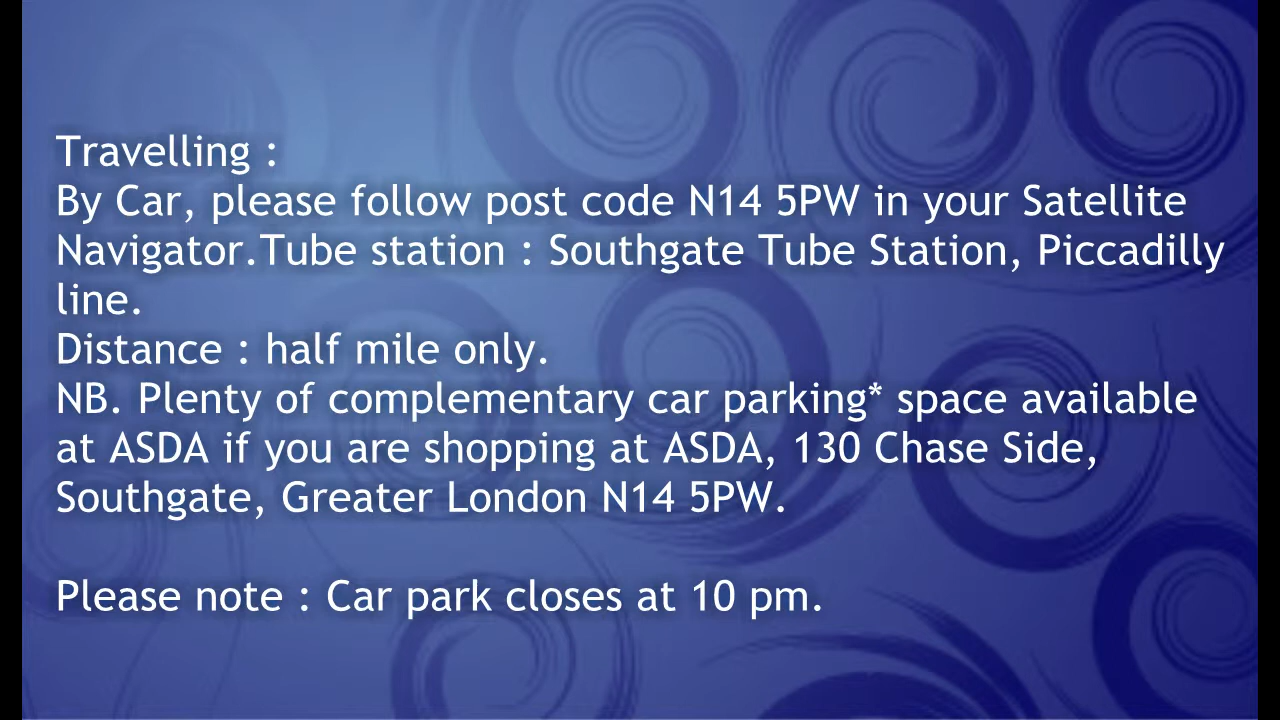 Travelling :
By Car, please follow post code N14 5PW in your Satellite
Navigator.Tube station : Southgate Tube Station, Piccadilly
line.
Distance : half mile only.
NB. Plenty of complementary car parking* space available
at ASDA if you are shopping at ASDA, 130 Chase Side,
Southgate, Greater London N14 5PW.
Please note : Car park closes at 10 pm.